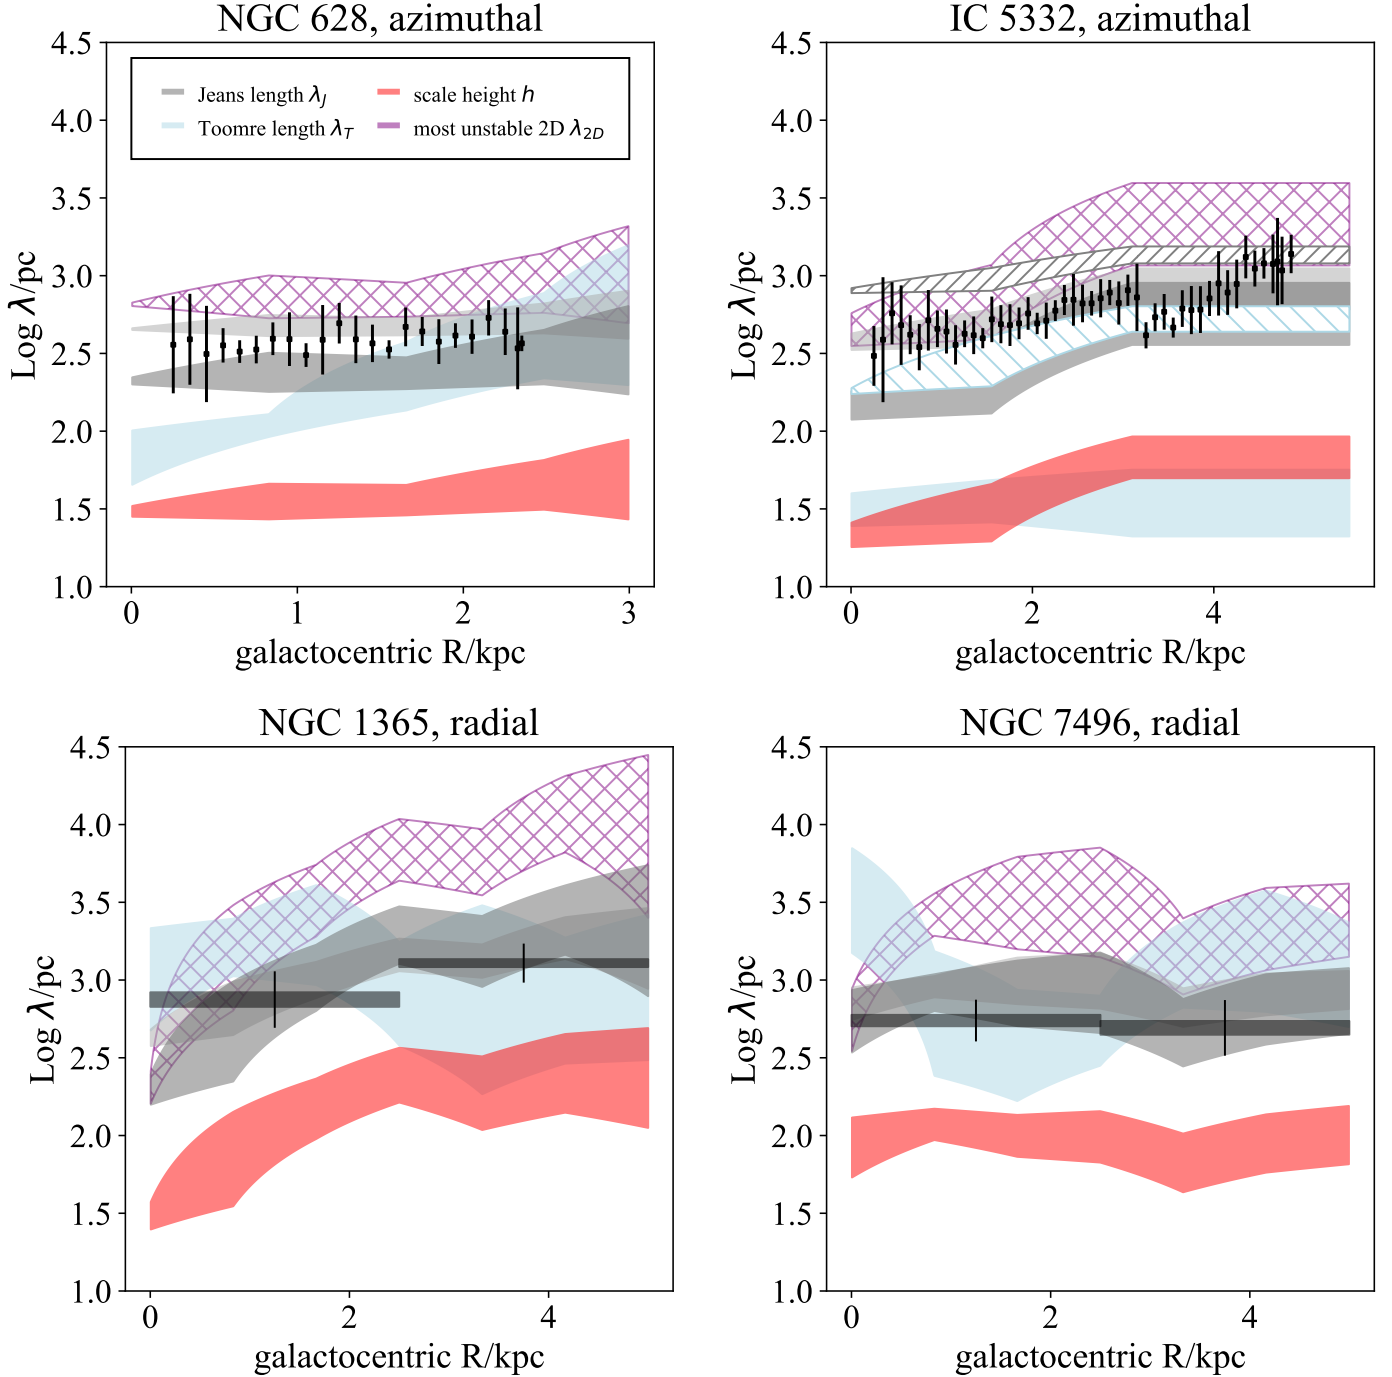 NGC 628, azimuthal
4.5
4.0
3.5
3.0
2.5
2.0
1.5
1.0
Log λ/pc
Jeans length λ_J
Toomre length λ_T
scale height h
most unstable 2D λ_2D
0 1 2 3
galactocentric R/kpc
IC 5332, azimuthal
4.5
4.0
3.5
3.0
2.5
2.0
1.5
1.0
Log λ/pc
0 2 4
galactocentric R/kpc
NGC 1365, radial
4.5
4.0
3.5
3.0
2.5
2.0
1.5
1.0
Log λ/pc
0 2 4
galactocentric R/kpc
NGC 7496, radial
4.5
4.0
3.5
3.0
2.5
2.0
1.5
1.0
Log λ/pc
0 2 4
galactocentric R/kpc